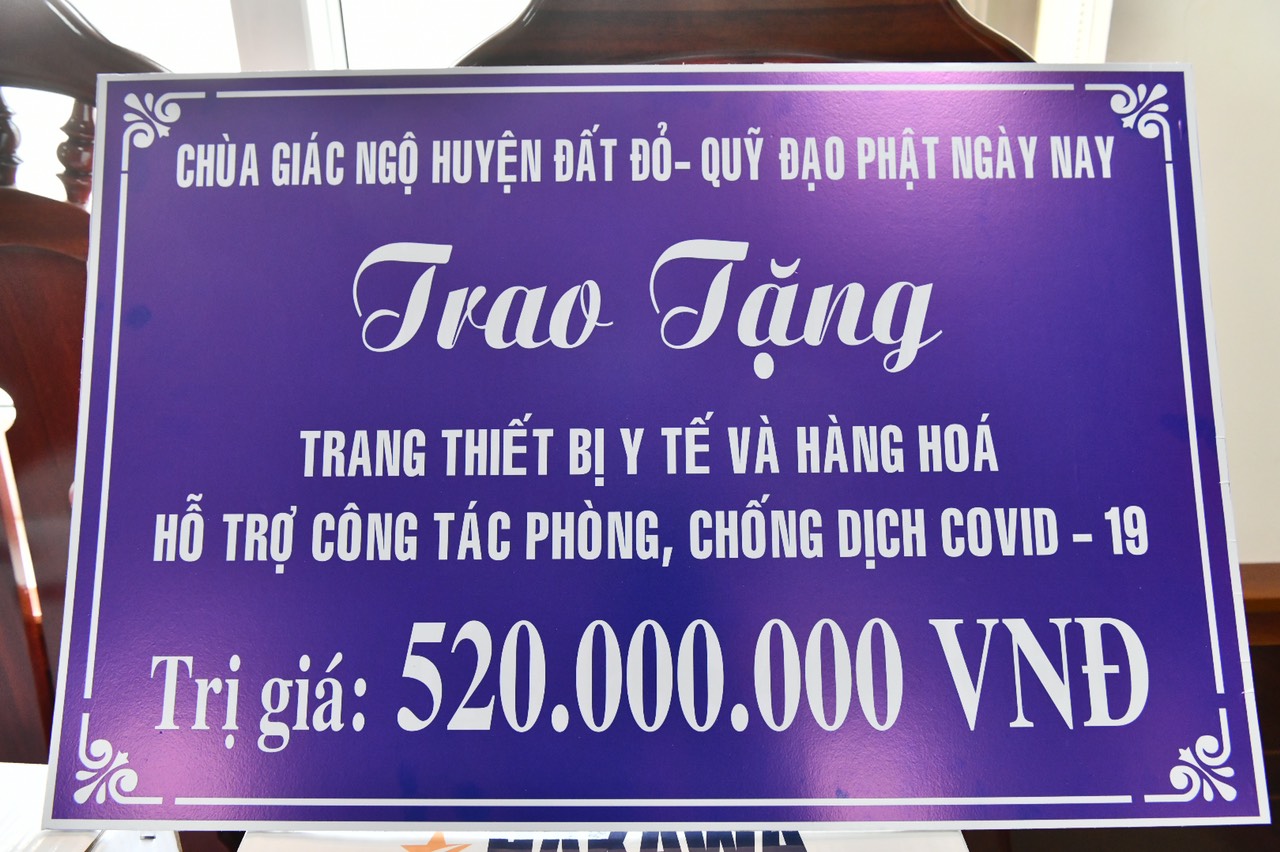 CHÙA GIÁC NGỘ HUYỆN ĐẤT ĐỎ- QUỸ ĐẠO PHẬT NGÀY NAY
Trao Tặng
TRANG THIẾT BỊ Y TẾ VÀ HÀNG HOÁ
HỖ TRỢ CÔNG TÁC PHÒNG, CHỐNG DỊCH COVID – 19
Trị giá: 520.000.000 VNĐ